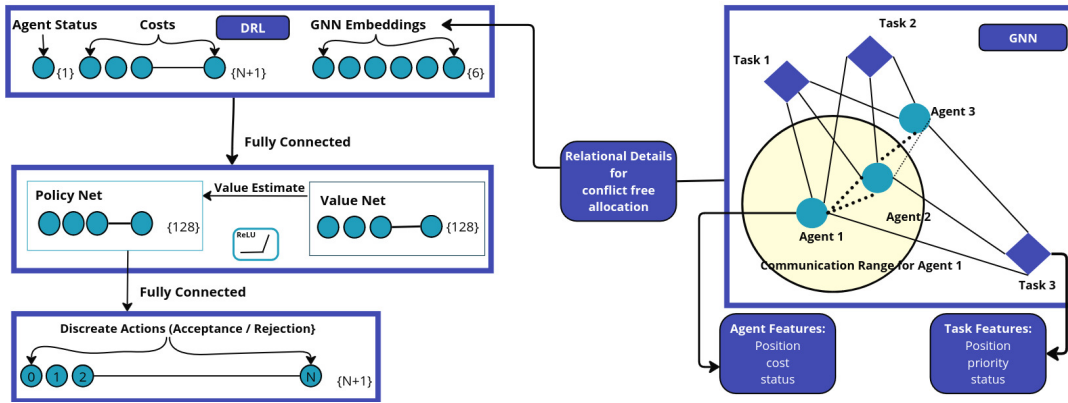 Agent Status
Costs
DRL
GNN Embeddings
{1}
{N+1}
{6}
Fully Connected
Policy Net
{128}
Value Estimate
ReLU
Value Net
{128}
Fully Connected
Discreate Actions (Acceptance / Rejection}
0
1
2
N
{N+1}
Relational Details
for
conflict free
allocation
GNN
Task 2
Task 1
Agent 3
Agent 2
Agent 1
Communication Range for Agent 1
Task 3
Agent Features:
Position
cost
status
Task Features:
Position
priority
status